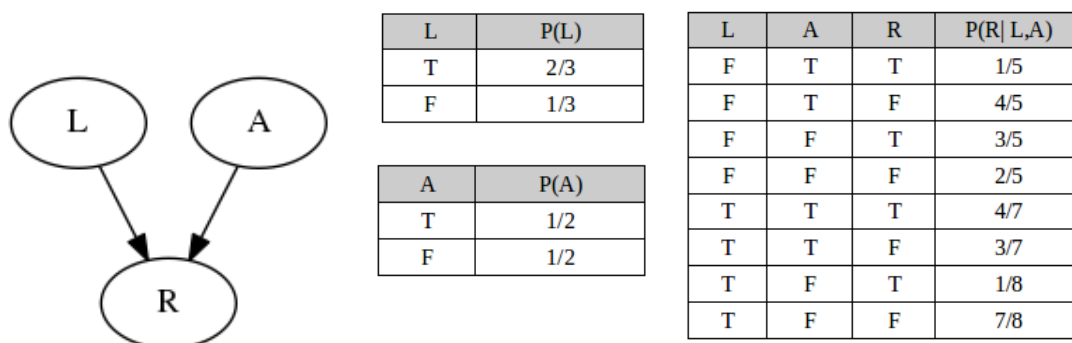 L
A
R
L P(L)
T 2/3
F 1/3
A P(A)
T 1/2
F 1/2
L A R P(R| L,A)
F T T 1/5
F T F 4/5
F F T 3/5
F F F 2/5
T T T 4/7
T T F 3/7
T F T 1/8
T F F 7/8